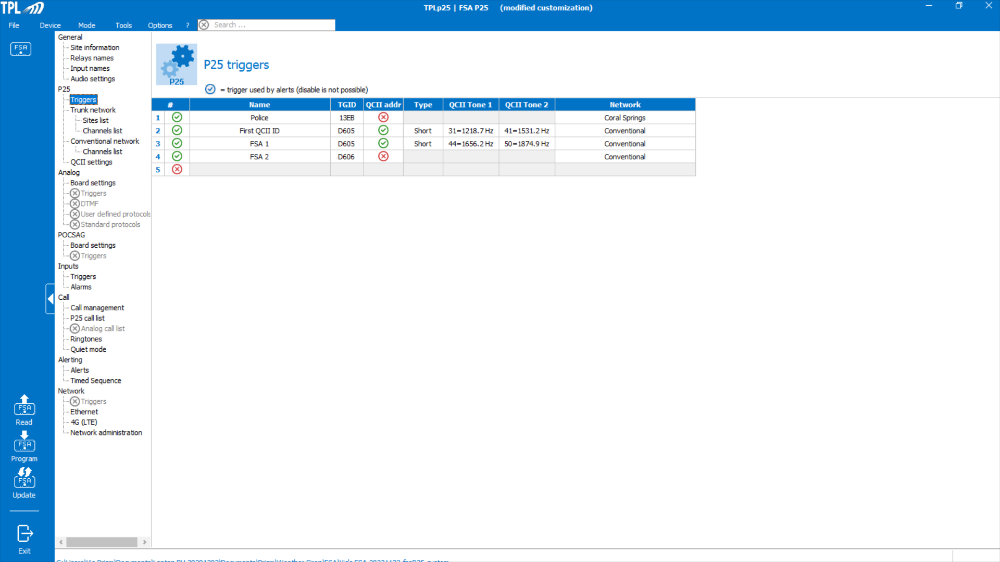 TPL
TPLp25 | FSA P25 (modified customization)
File Device Mode Tools Options ? Search ...
FSA
General
Site information
Relays names
Input names
Audio settings
P25
Triggers
Trunk network
Sites list
Channels list
Conventional network
Channels list
QCII settings
Analog
Board settings
Triggers
DTMF
User defined protocols
Standard protocols
POCSAG
Board settings
Triggers
Inputs
Triggers
Alarms
Call
Call management
P25 call list
Analog call list
Ringtones
Quiet mode
Alerting
Alerts
Timed Sequence
Network
Triggers
Ethernet
4G (LTE)
Network administration
FSA
Read
FSA
Program
FSA
Update
Exit
P25
P25 triggers
= trigger used by alerts (disable is not possible)
# Name TGID QCII addr Type QCII Tone 1 QCII Tone 2 Network
1 Police 13EB Coral Springs
2 First QCII ID D605 Short 31=1218.7 Hz 41=1531.2 Hz Conventional
3 FSA 1 D605 Short 44=1656.2 Hz 50=1874.9 Hz Conventional
4 FSA 2 D606 Conventional
5